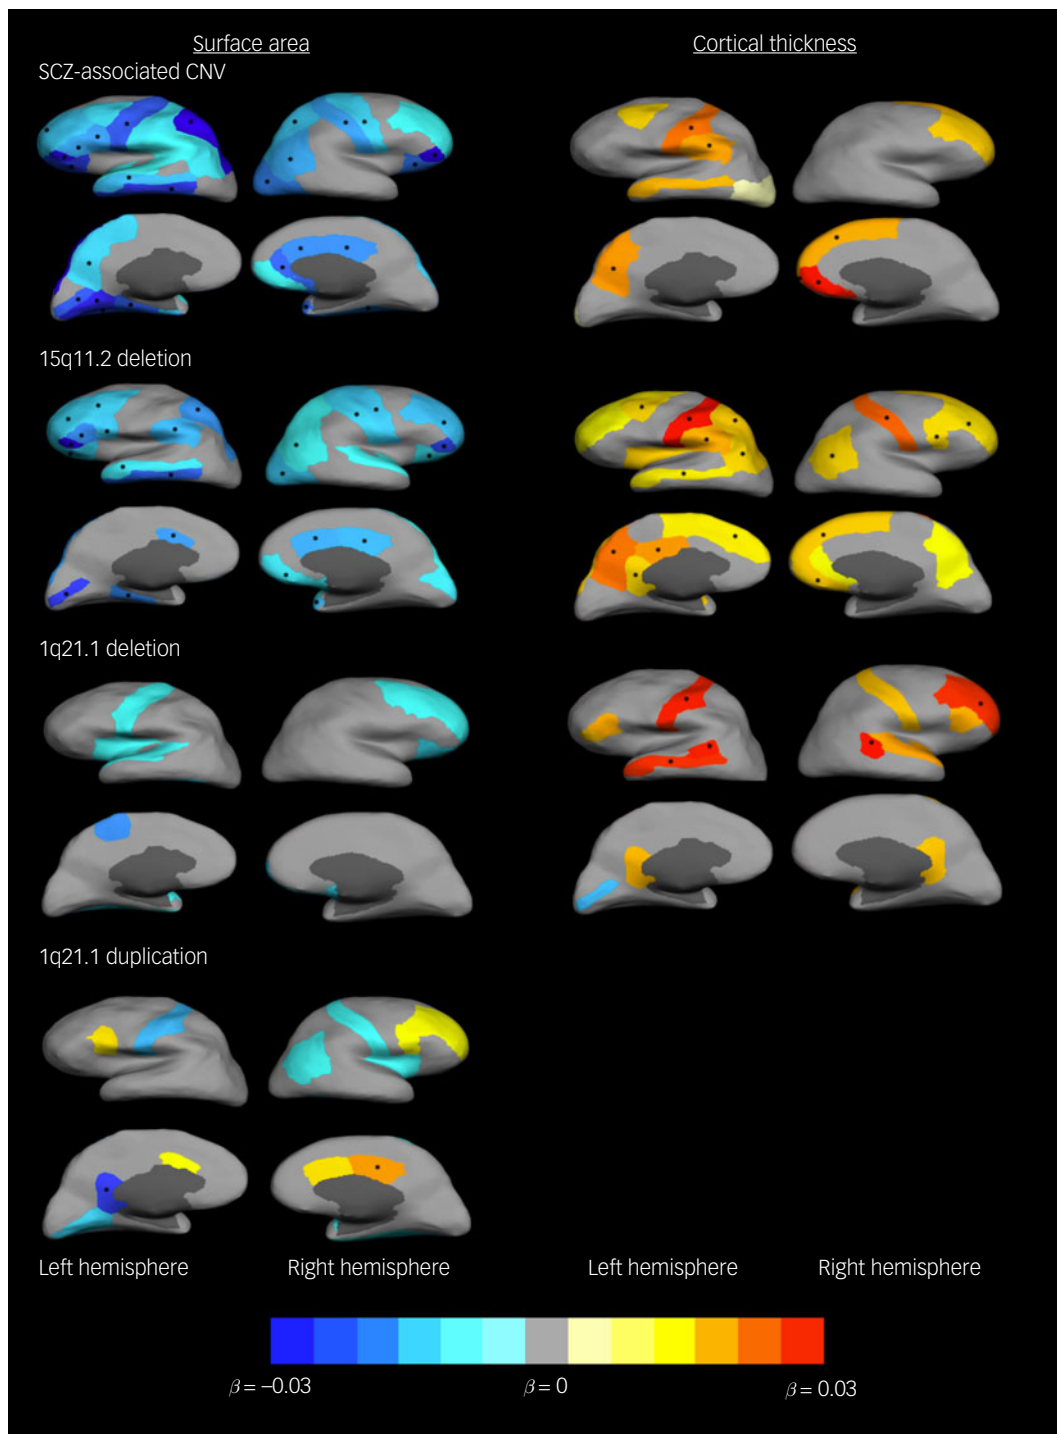 Surface area
Cortical thickness
SCZ-associated CNV
15q11.2 deletion
1q21.1 deletion
1q21.1 duplication
Left hemisphere
Right hemisphere
Left hemisphere
Right hemisphere
β = −0.03
β = 0
β = 0.03